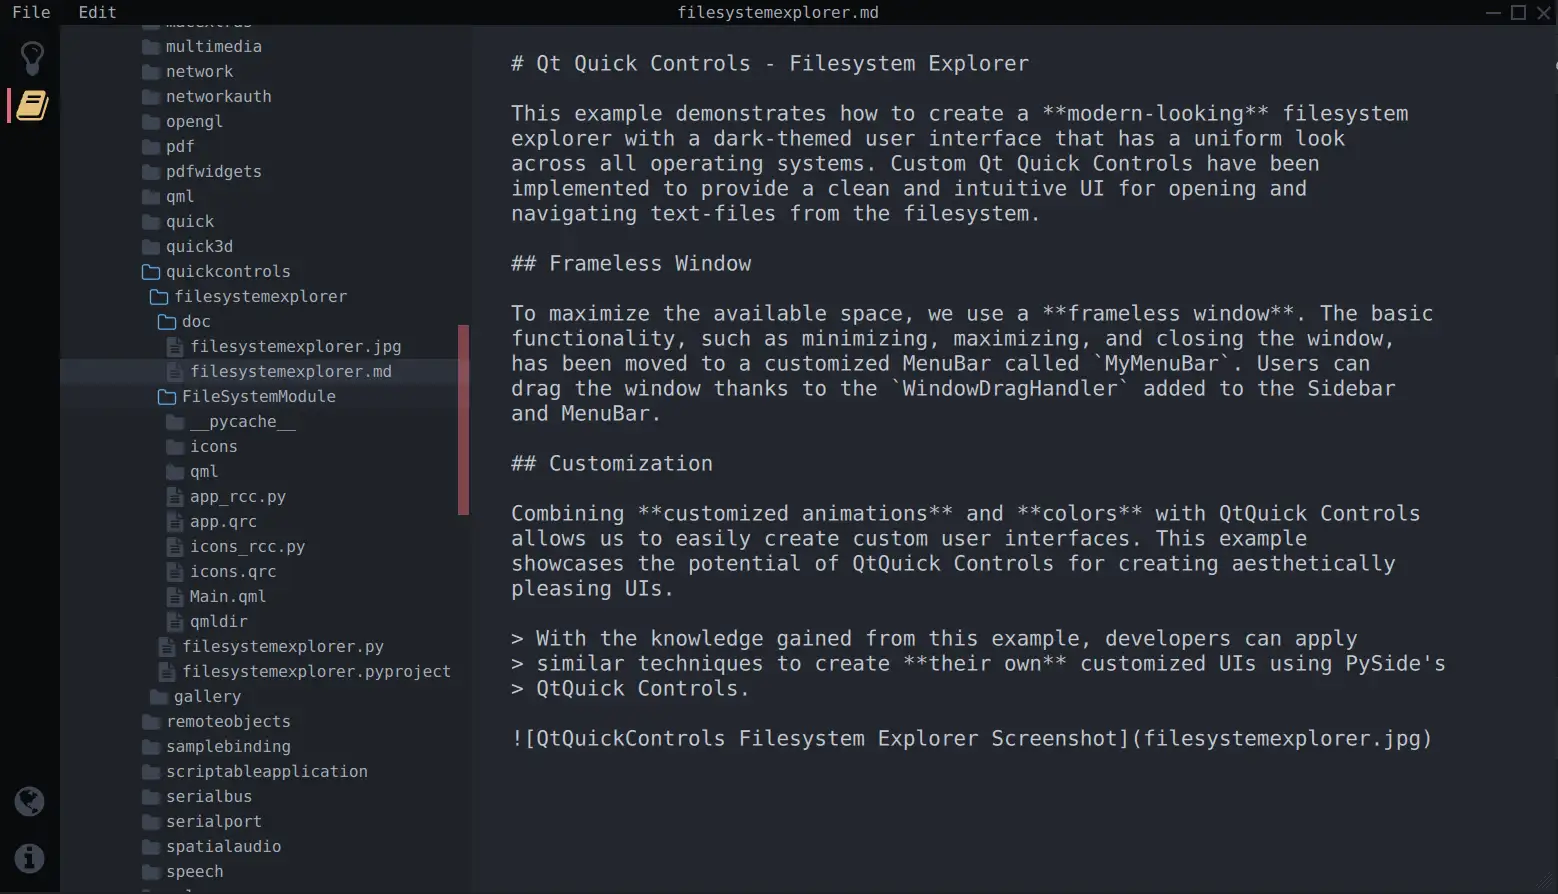 File Edit filesystemexplorer.md
multimedia
network
networkauth
opengl
pdf
pdfwidgets
qml
quick
quick3d
quickcontrols
filesystemexplorer
doc
filesystemexplorer.jpg
filesystemexplorer.md
FileSystemModule
__pycache__
icons
qml
app_rcc.py
app.qrc
icons_rcc.py
icons.qrc
Main.qml
qmldir
filesystemexplorer.py
filesystemexplorer.pyproject
gallery
remoteobjects
samplebinding
scriptableapplication
serialbus
serialport
spatialaudio
speech
# Qt Quick Controls - Filesystem Explorer
This example demonstrates how to create a **modern-looking** filesystem
explorer with a dark-themed user interface that has a uniform look
across all operating systems. Custom Qt Quick Controls have been
implemented to provide a clean and intuitive UI for opening and
navigating text-files from the filesystem.
## Frameless Window
To maximize the available space, we use a **frameless window**. The basic
functionality, such as minimizing, maximizing, and closing the window,
has been moved to a customized MenuBar called `MyMenuBar`. Users can
drag the window thanks to the `WindowDragHandler` added to the Sidebar
and MenuBar.
## Customization
Combining **customized animations** and **colors** with QtQuick Controls
allows us to easily create custom user interfaces. This example
showcases the potential of QtQuick Controls for creating aesthetically
pleasing UIs.
> With the knowledge gained from this example, developers can apply
> similar techniques to create **their own** customized UIs using PySide's
> QtQuick Controls.
![QtQuickControls Filesystem Explorer Screenshot](filesystemexplorer.jpg)